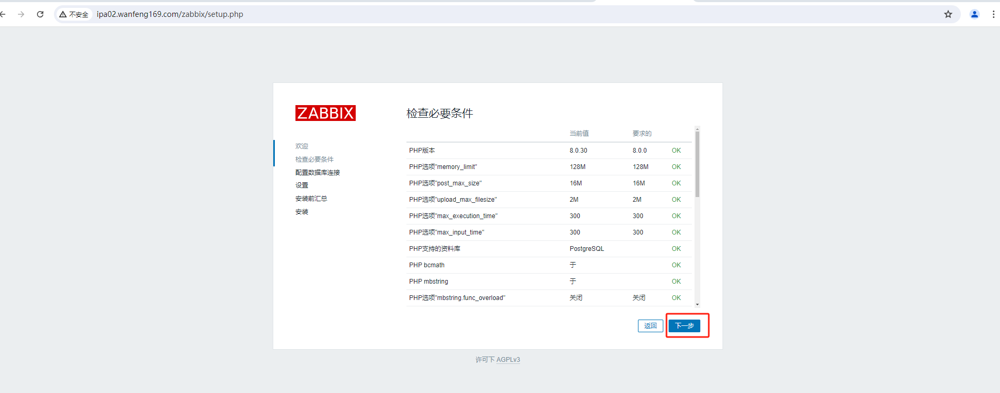 不安全 ipa02.wanfeng169.com/zabbix/setup.php
ZABBIX
欢迎
检查必要条件
配置数据库连接
设置
安装前汇总
安装
检查必要条件
当前值 要求的
PHP版本 8.0.30 8.0.0 OK
PHP选项"memory_limit" 128M 128M OK
PHP选项"post_max_size" 16M 16M OK
PHP选项"upload_max_filesize" 2M 2M OK
PHP选项"max_execution_time" 300 300 OK
PHP选项"max_input_time" 300 300 OK
PHP支持的资料库 PostgreSQL OK
PHP bcmath 于 OK
PHP mbstring 于 OK
PHP选项"mbstring.func_overload" 关闭 关闭 OK
返回 下一步
许可下 AGPLv3